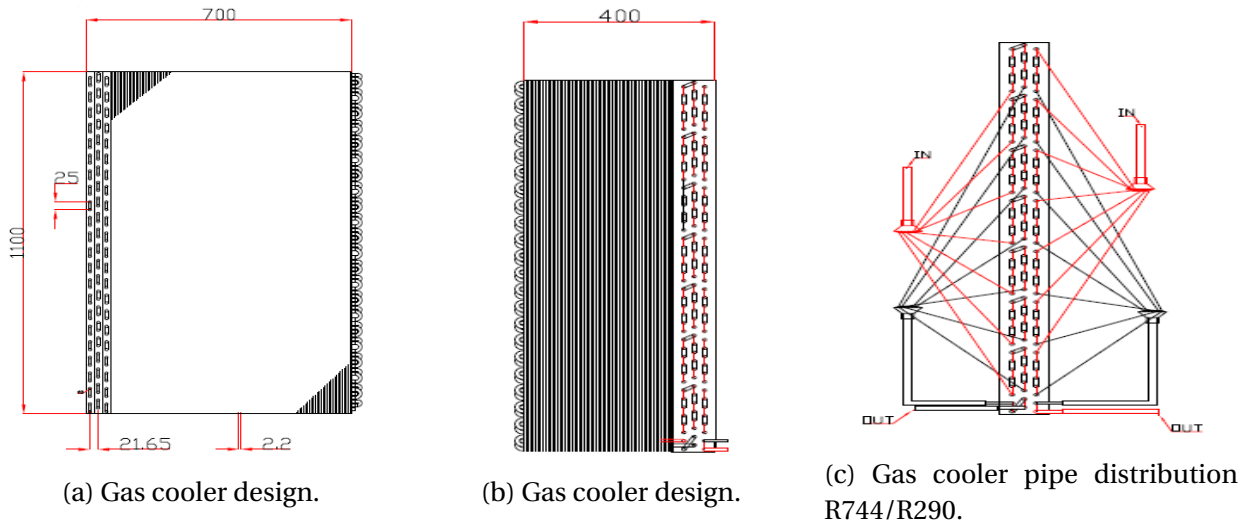 700
1100
25
21.65
2.2
(a) Gas cooler design.
400
(b) Gas cooler design.
IN
IN
OUT
OUT
(c) Gas cooler pipe distribution
R744/R290.